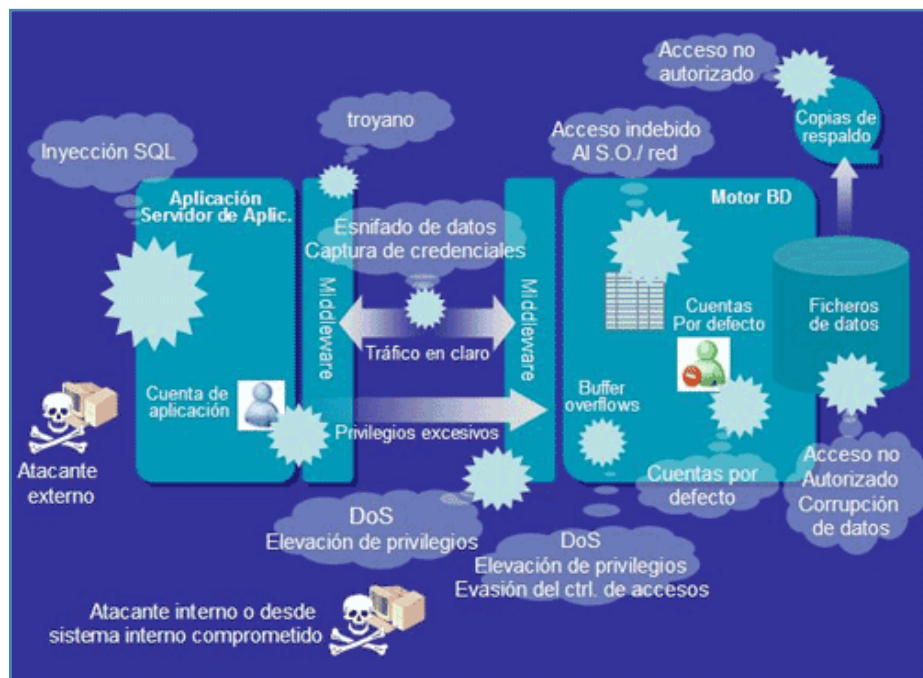 Acceso no
autorizado
Copias de
respaldo
troyano
Acceso indebido
Al S.O./ red
Inyección SQL
Aplicación
Servidor de Aplic.
Motor BD
Esnifado de datos
Captura de credenciales
Middleware
Middleware
Cuentas
Por defecto
Ficheros
de datos
Tráfico en claro
Cuenta de
aplicación
Buffer
overflows
Privilegios excesivos
Atacante
externo
Cuentas por
defecto
Acceso no
Autorizado
Corrupción
de datos
DoS
Elevación de privilegios
DoS
Elevación de privilegios
Evasión del ctrl. de accesos
Atacante interno o desde
sistema interno comprometido